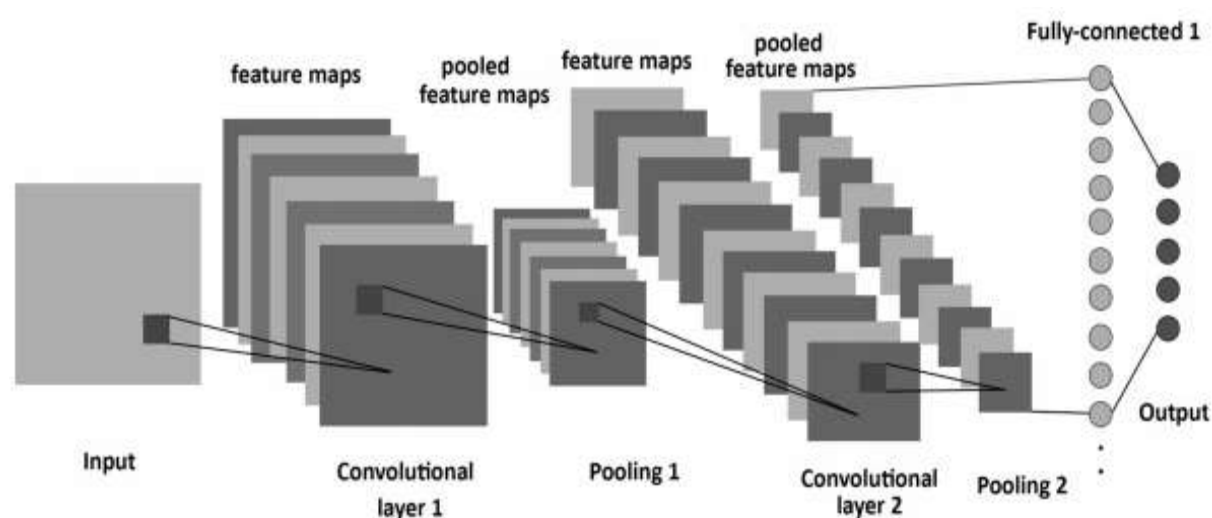 Fully-connected 1
feature maps
pooled
feature maps
feature maps
pooled
feature maps
Input
Convolutional
layer 1
Pooling 1
Convolutional
layer 2
Pooling 2
Output